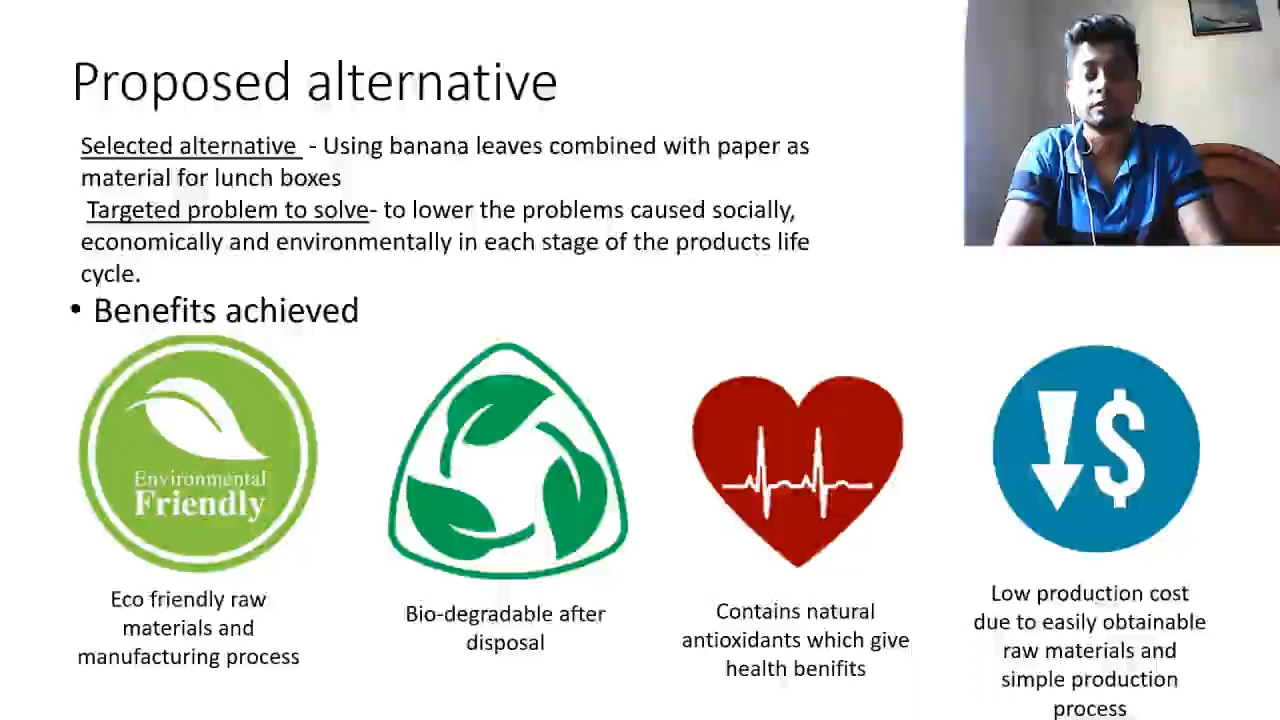 Proposed alternative
Selected alternative - Using banana leaves combined with paper as
material for lunch boxes
Targeted problem to solve- to lower the problems caused socially,
economically and environmentally in each stage of the products life
cycle.
• Benefits achieved
Environmental
Friendly
Eco friendly raw
materials and
manufacturing process
Bio-degradable after
disposal
Contains natural
antioxidants which give
health benifits
$
Low production cost
due to easily obtainable
raw materials and
simple production
process